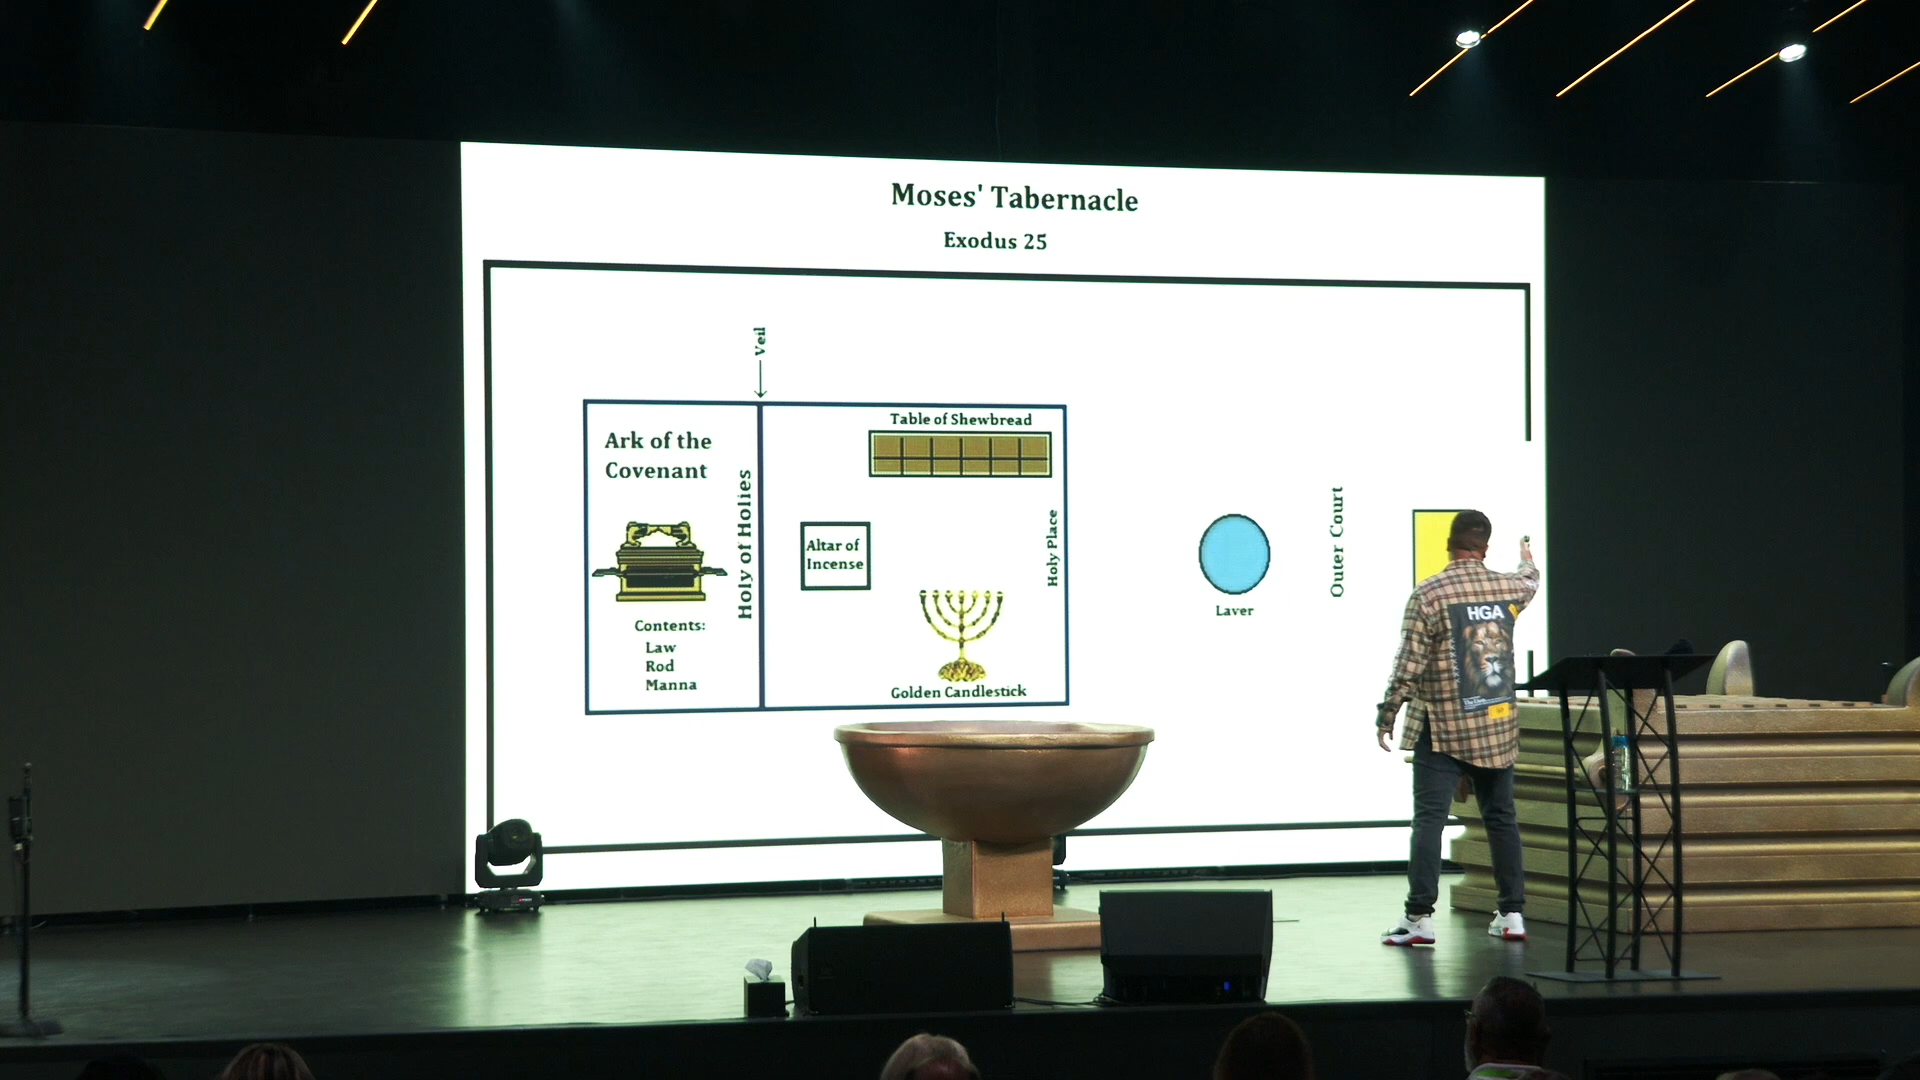 Moses' Tabernacle
Exodus 25
Veil
Ark of the
Covenant
Holy of Holies
Contents:
Law
Rod
Manna
Table of Shewbread
Altar of
Incense
Holy Place
Golden Candlestick
Laver
Outer Court
HGA